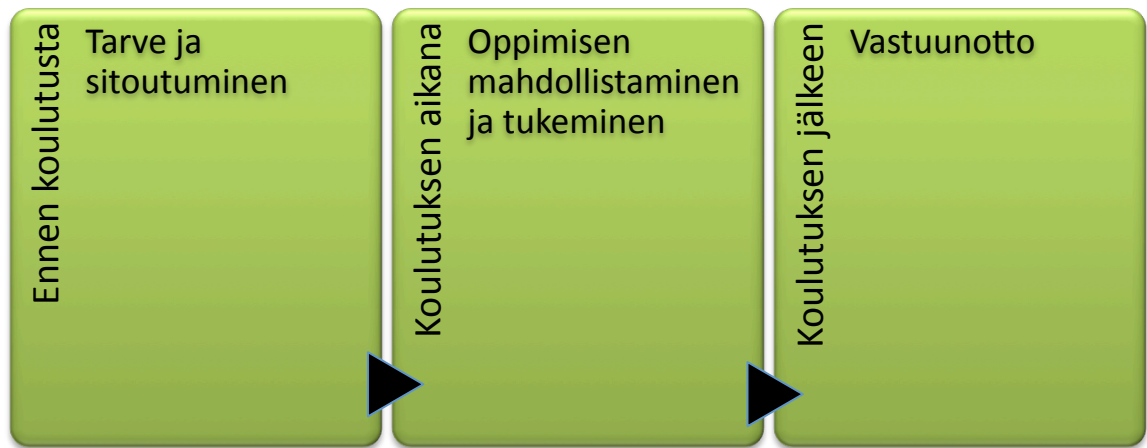 Ennen koulutusta
Tarve ja
sitoutuminen
Koulutuksen aikana
Oppimisen
mahdollistaminen
ja tukeminen
Koulutuksen jälkeen
Vastuunotto